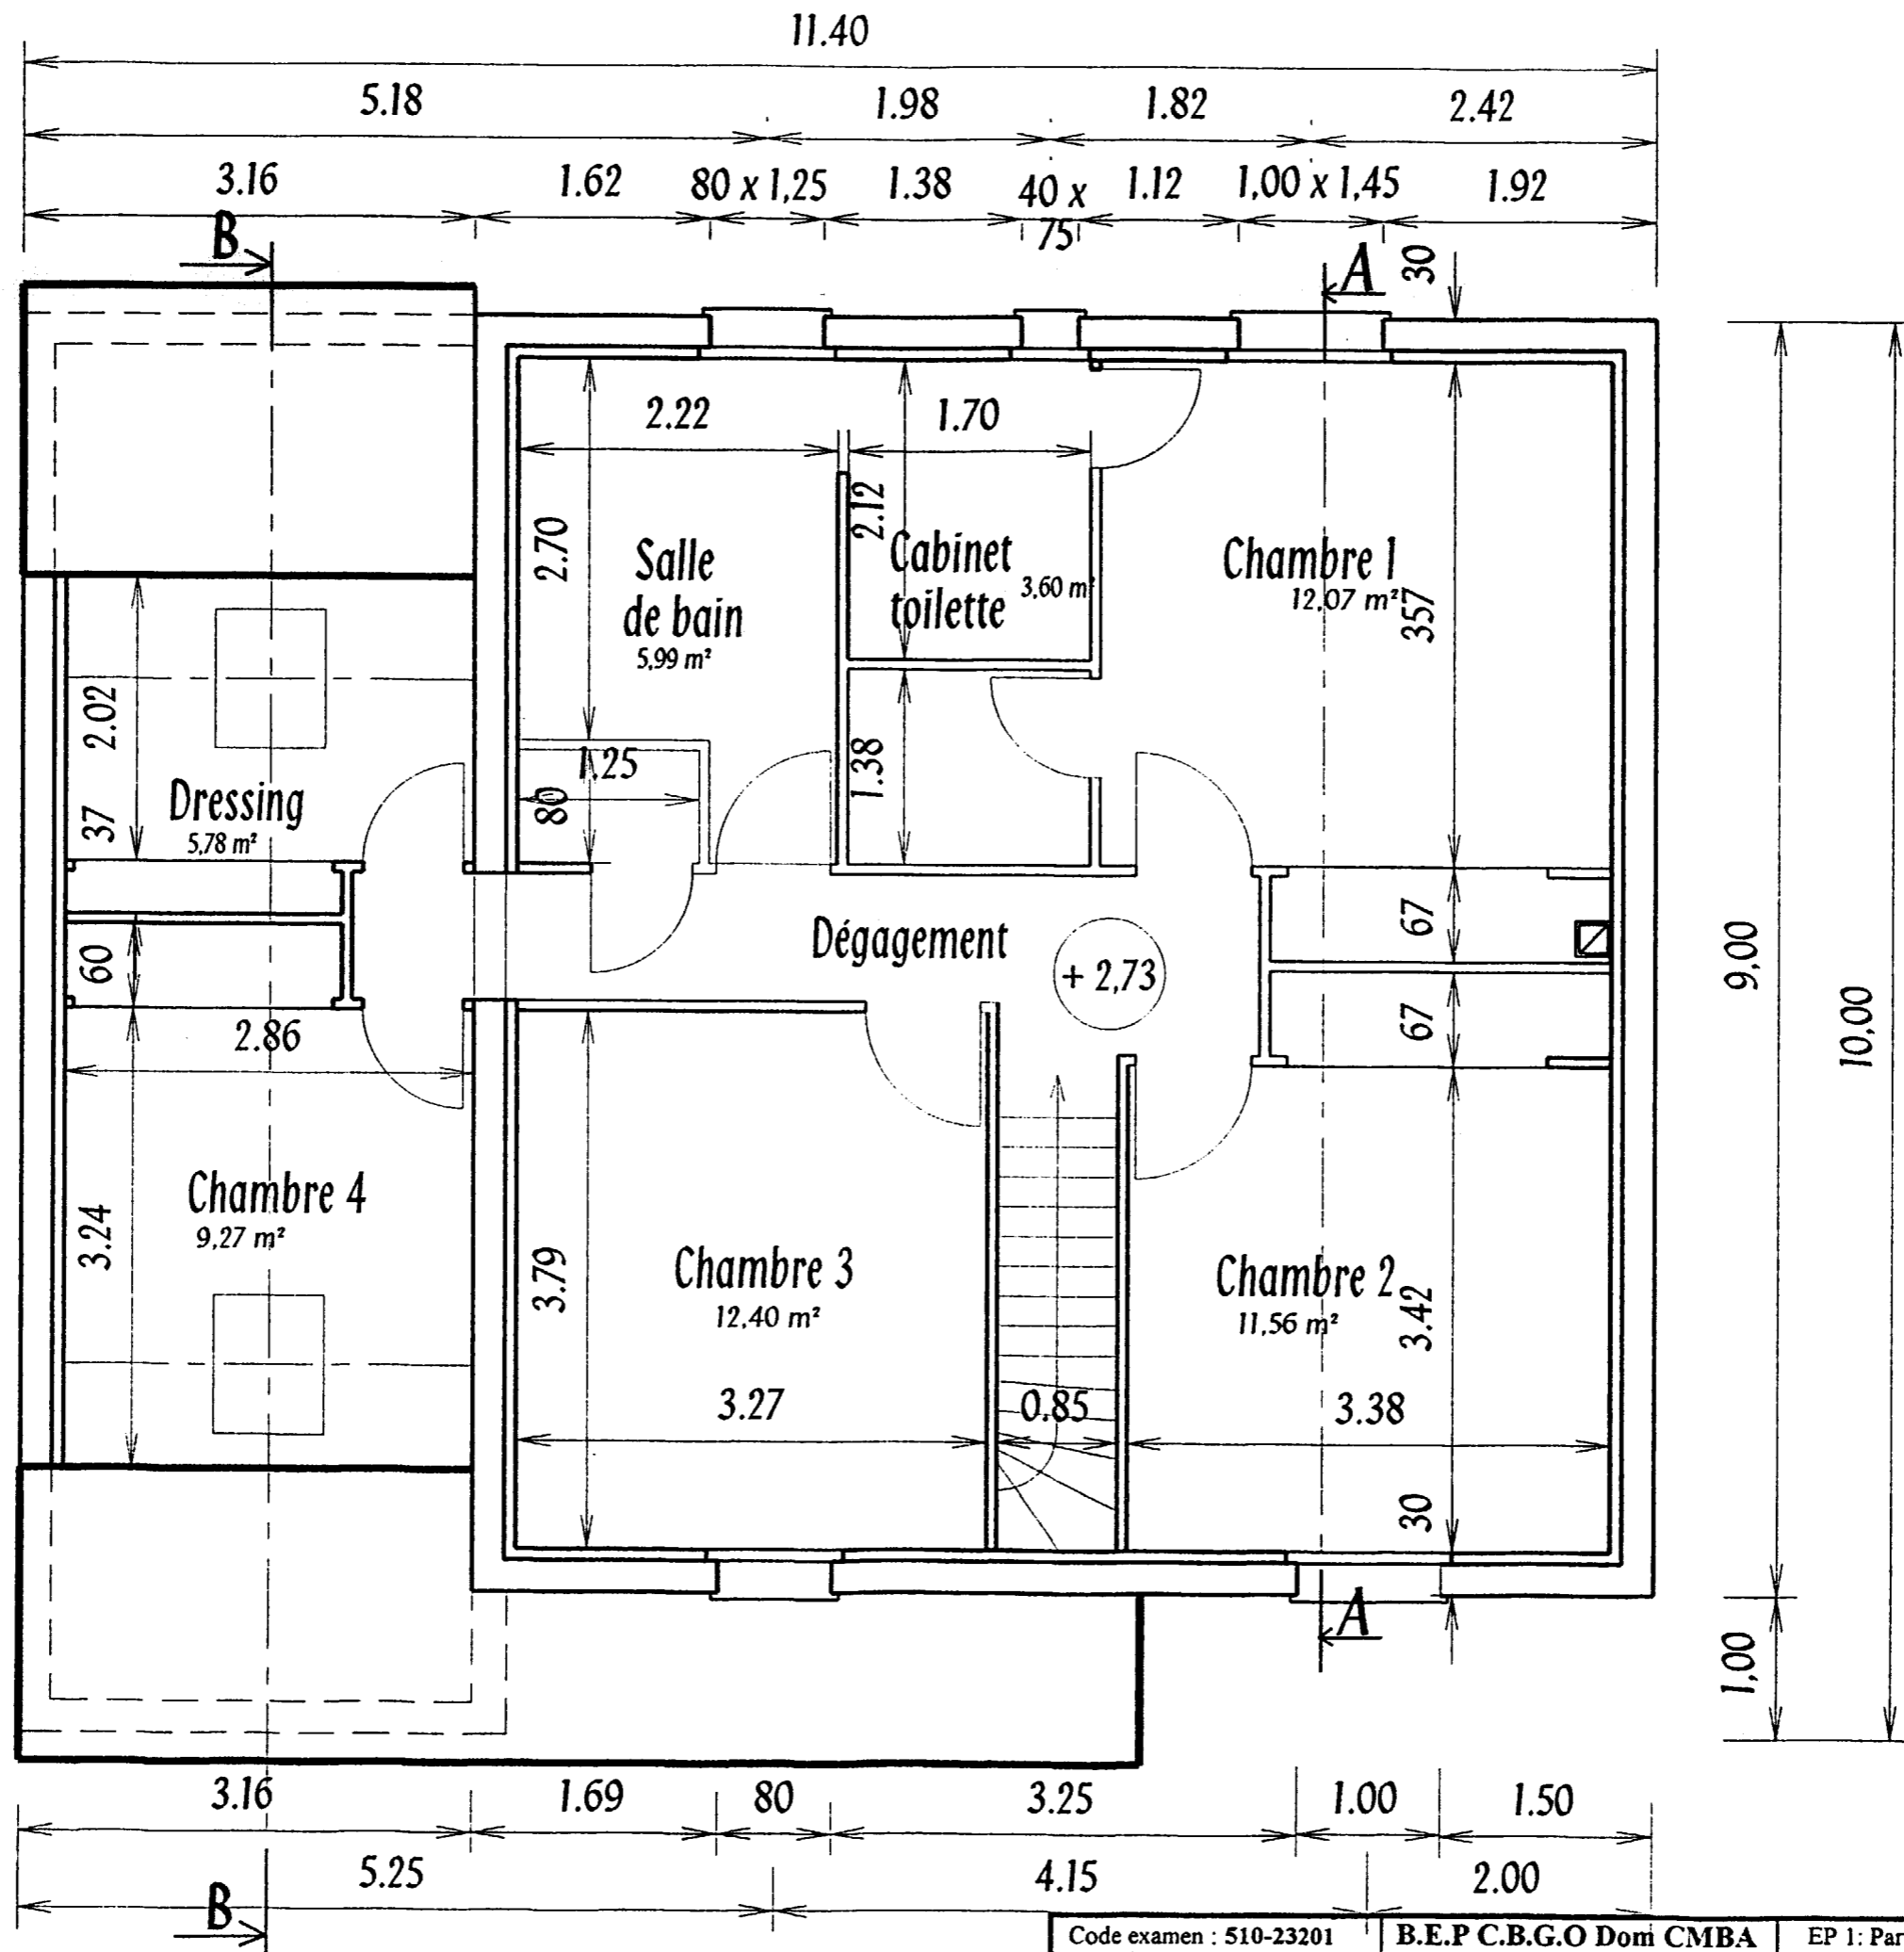 11.40
5.18 1.98 1.82 2.42
3.16 1.62 80 x 1,25 1.38 40 x 1.12 1,00 x 1,45 1.92
75
B A 30
2.22 1.70
2.70 2.12 357
Salle
de bain
5,99 m²
Cabinet
toilette 3,60 m²
Chambre 1
12,07 m²
2.02
37
Dressing
5,78 m²
1.25
80
1.38
60
Dégagement
+ 2,73
67
67
9,00
10,00
2.86
3.24
Chambre 4
9,27 m²
3.79
Chambre 3
12,40 m²
Chambre 2
11,56 m²
3.42
3.27 0.85 3.38
30
A
1,00
3.16 1.69 80 3.25 1.00 1.50
5.25 4.15 2.00
B
Code examen : 510-23201 B.E.P C.B.G.O Dom CMBA EP 1: Par